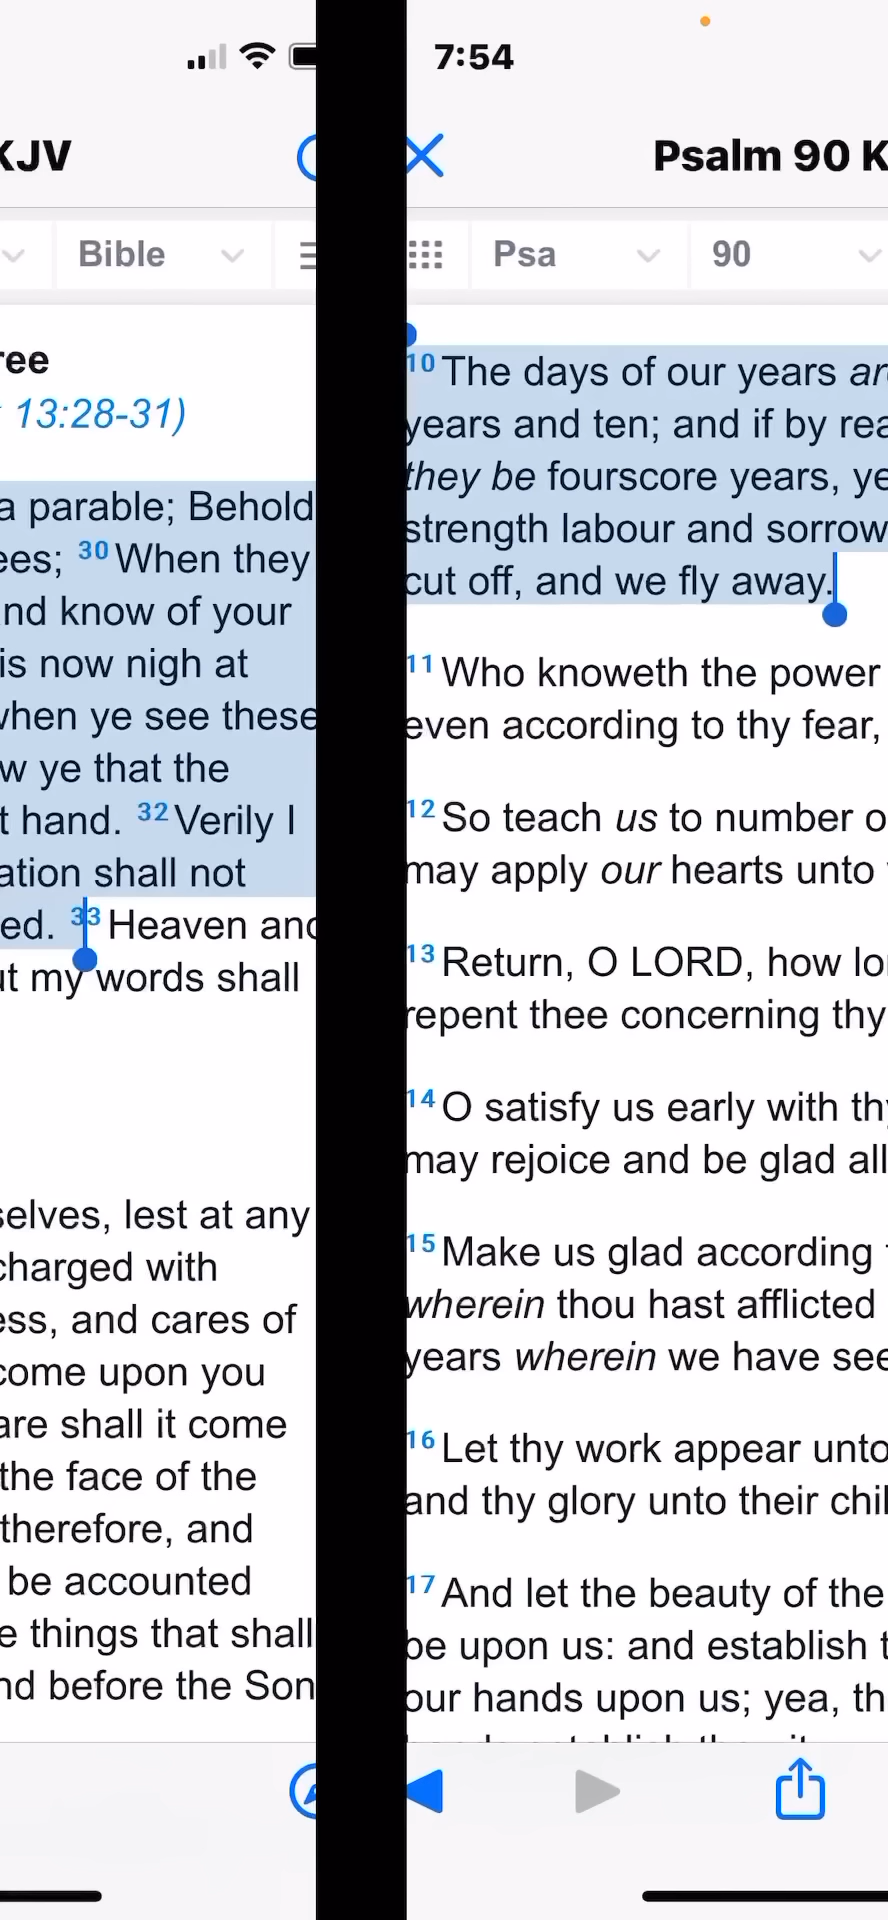 KJV
Bible
ree
13:28-31)
a parable; Behold
ees; 30 When they
nd know of your
is now nigh at
when ye see these
w ye that the
t hand. 32 Verily I
ation shall not
ed. 33 Heaven and
ut my words shall
selves, lest at any
charged with
ess, and cares of
come upon you
are shall it come
the face of the
therefore, and
be accounted
e things that shall
nd before the Son
7:54
Psalm 90 K
Psa 90
10 The days of our years are
years and ten; and if by rea
they be fourscore years, ye
strength labour and sorrow
cut off, and we fly away.
11 Who knoweth the power
even according to thy fear,
12 So teach us to number o
may apply our hearts unto
13 Return, O LORD, how lo
repent thee concerning thy
14 O satisfy us early with thy
may rejoice and be glad all
15 Make us glad according t
wherein thou hast afflicted
years wherein we have see
16 Let thy work appear unto
and thy glory unto their chil
17 And let the beauty of the
be upon us: and establish t
our hands upon us; yea, th